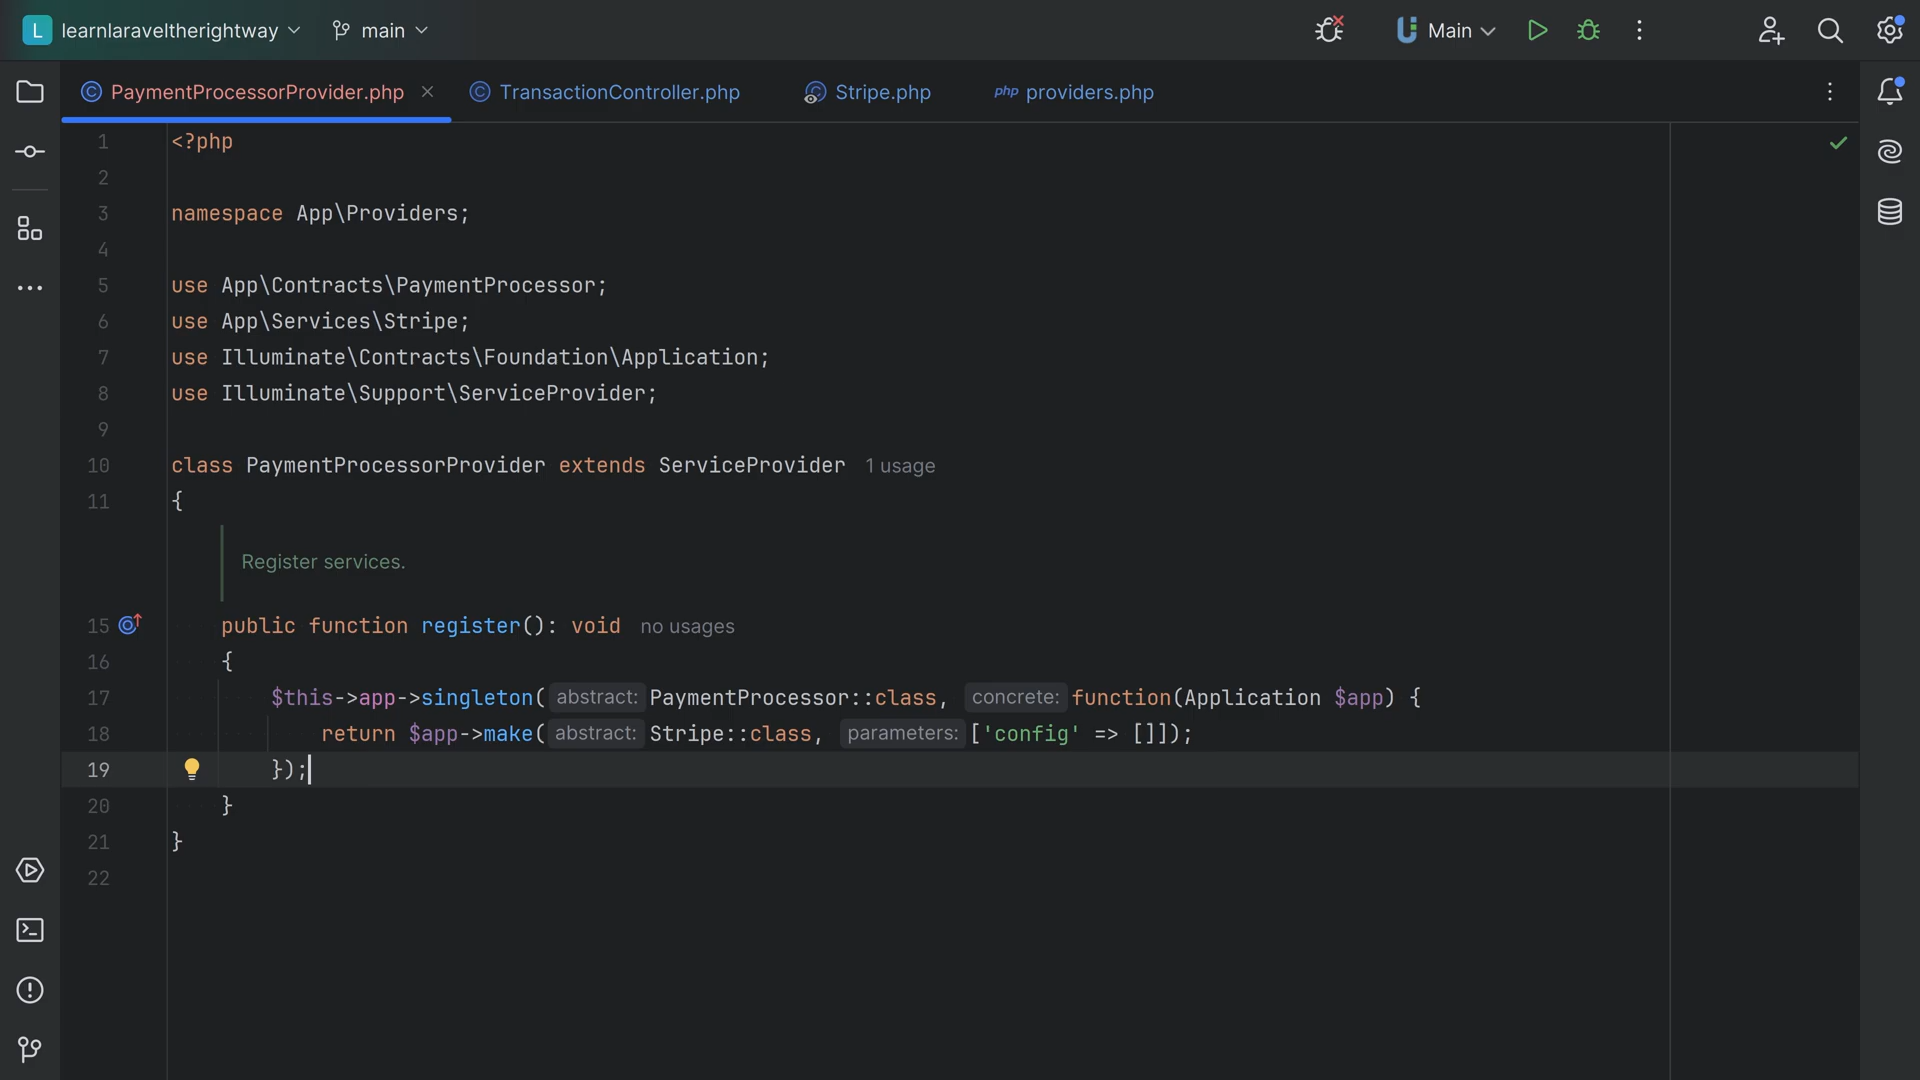 L learnlaraveltherightway main Main
PaymentProcessorProvider.php TransactionController.php Stripe.php php providers.php
1 <?php
2
3 namespace App\Providers;
4
5 use App\Contracts\PaymentProcessor;
6 use App\Services\Stripe;
7 use Illuminate\Contracts\Foundation\Application;
8 use Illuminate\Support\ServiceProvider;
9
10 class PaymentProcessorProvider extends ServiceProvider 1 usage
11 {
Register services.
15 public function register(): void no usages
16 {
17 $this->app->singleton( abstract: PaymentProcessor::class, concrete: function(Application $app) {
18 return $app->make( abstract: Stripe::class, parameters: ['config' => []]);
19 });
20 }
21 }
22